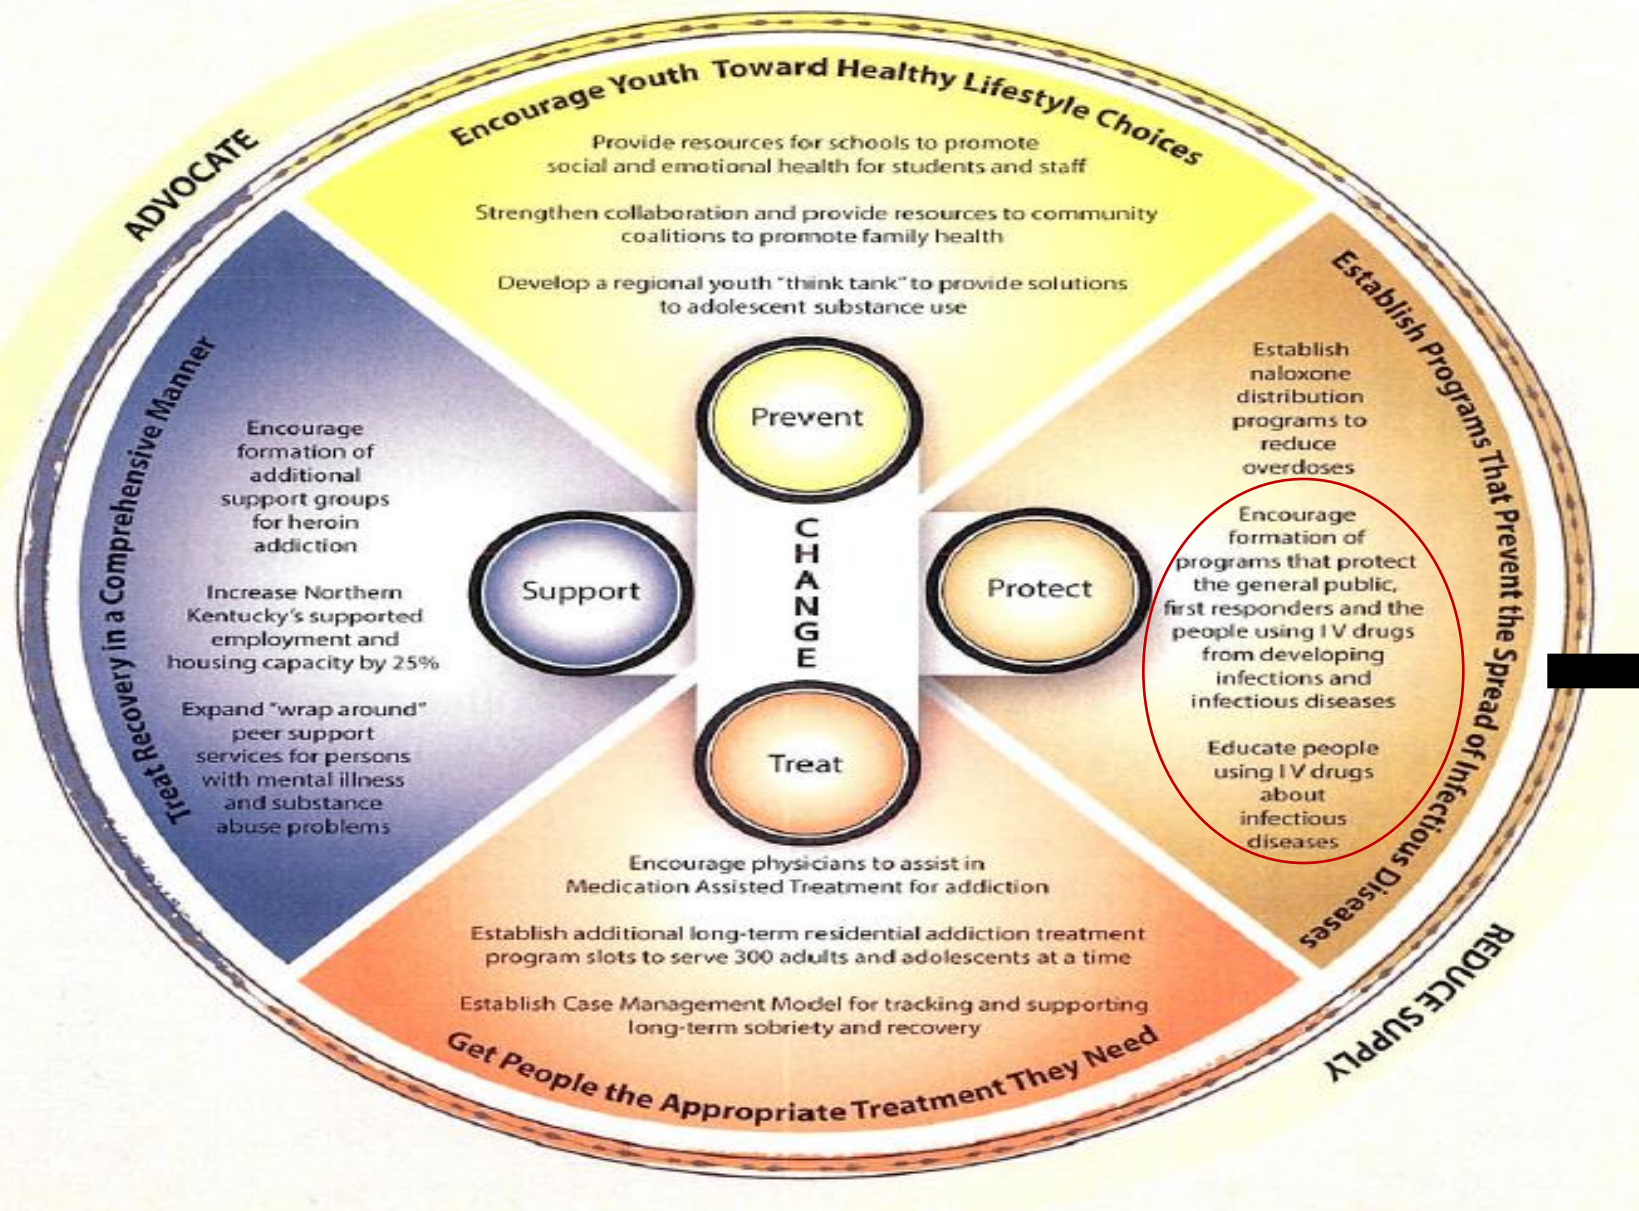 ADVOCATE
Encourage Youth Toward Healthy Lifestyle Choices
Provide resources for schools to promote
social and emotional health for students and staff
Strengthen collaboration and provide resources to community
coalitions to promote family health
Develop a regional youth "think tank" to provide solutions
to adolescent substance use
Prevent
Establish Programs That Prevent the Spread of Infectious Diseases
Establish
naloxone
distribution
programs to
reduce
overdoses
Encourage
formation of
programs that protect
the general public,
first responders and the
people using I V drugs
from developing
infections and
infectious diseases
Educate people
using I V drugs
about
infectious
diseases
Protect
REDUCE SUPPLY
Treat
Encourage physicians to assist in
Medication Assisted Treatment for addiction
Establish additional long-term residential addiction treatment
program slots to serve 300 adults and adolescents at a time
Establish Case Management Model for tracking and supporting
long-term sobriety and recovery
Get People the Appropriate Treatment They Need
Treat Recovery in a Comprehensive Manner
Encourage
formation of
additional
support groups
for heroin
addiction
Increase Northern
Kentucky's supported
employment and
housing capacity by 25%
Expand "wrap around"
peer support
services for persons
with mental illness
and substance
abuse problems
Support
CHANGE